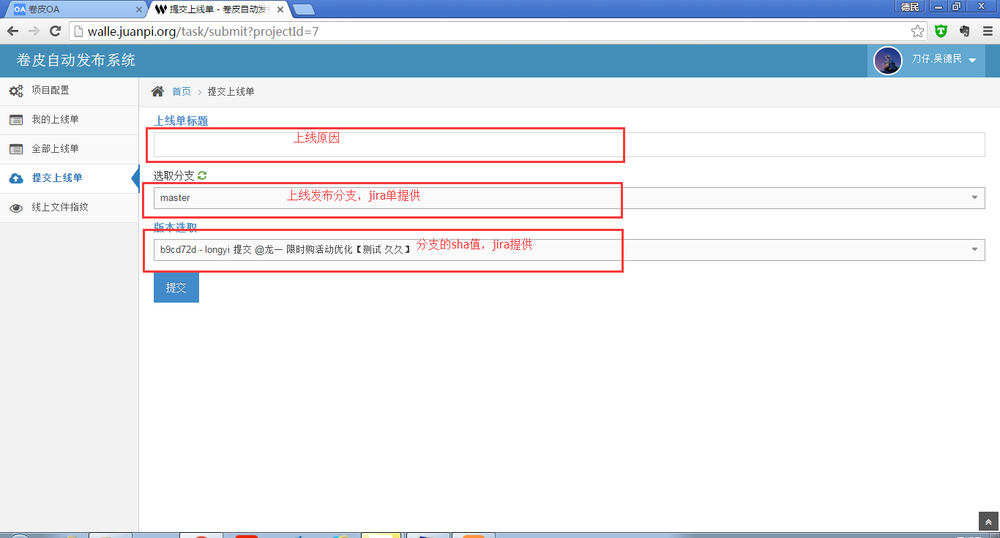 OA 卷皮OA
提交上线单 - 卷皮自动发
德民
walle.juanpi.org/task/submit?projectId=7
卷皮自动发布系统
刀仔.吴德民
项目配置
我的上线单
全部上线单
提交上线单
线上文件指纹
首页 > 提交上线单
上线单标题
上线原因
选取分支
master
上线发布分支，jira单提供
版本选取
b9cd72d - longyi 提交 @龙一 限时购活动优化【测试 久久】
分支的sha值，jira提供
提交